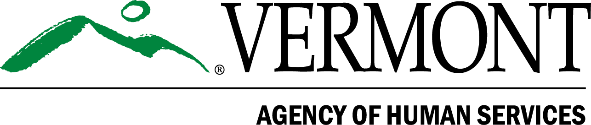 ® VERMONT
AGENCY OF HUMAN SERVICES